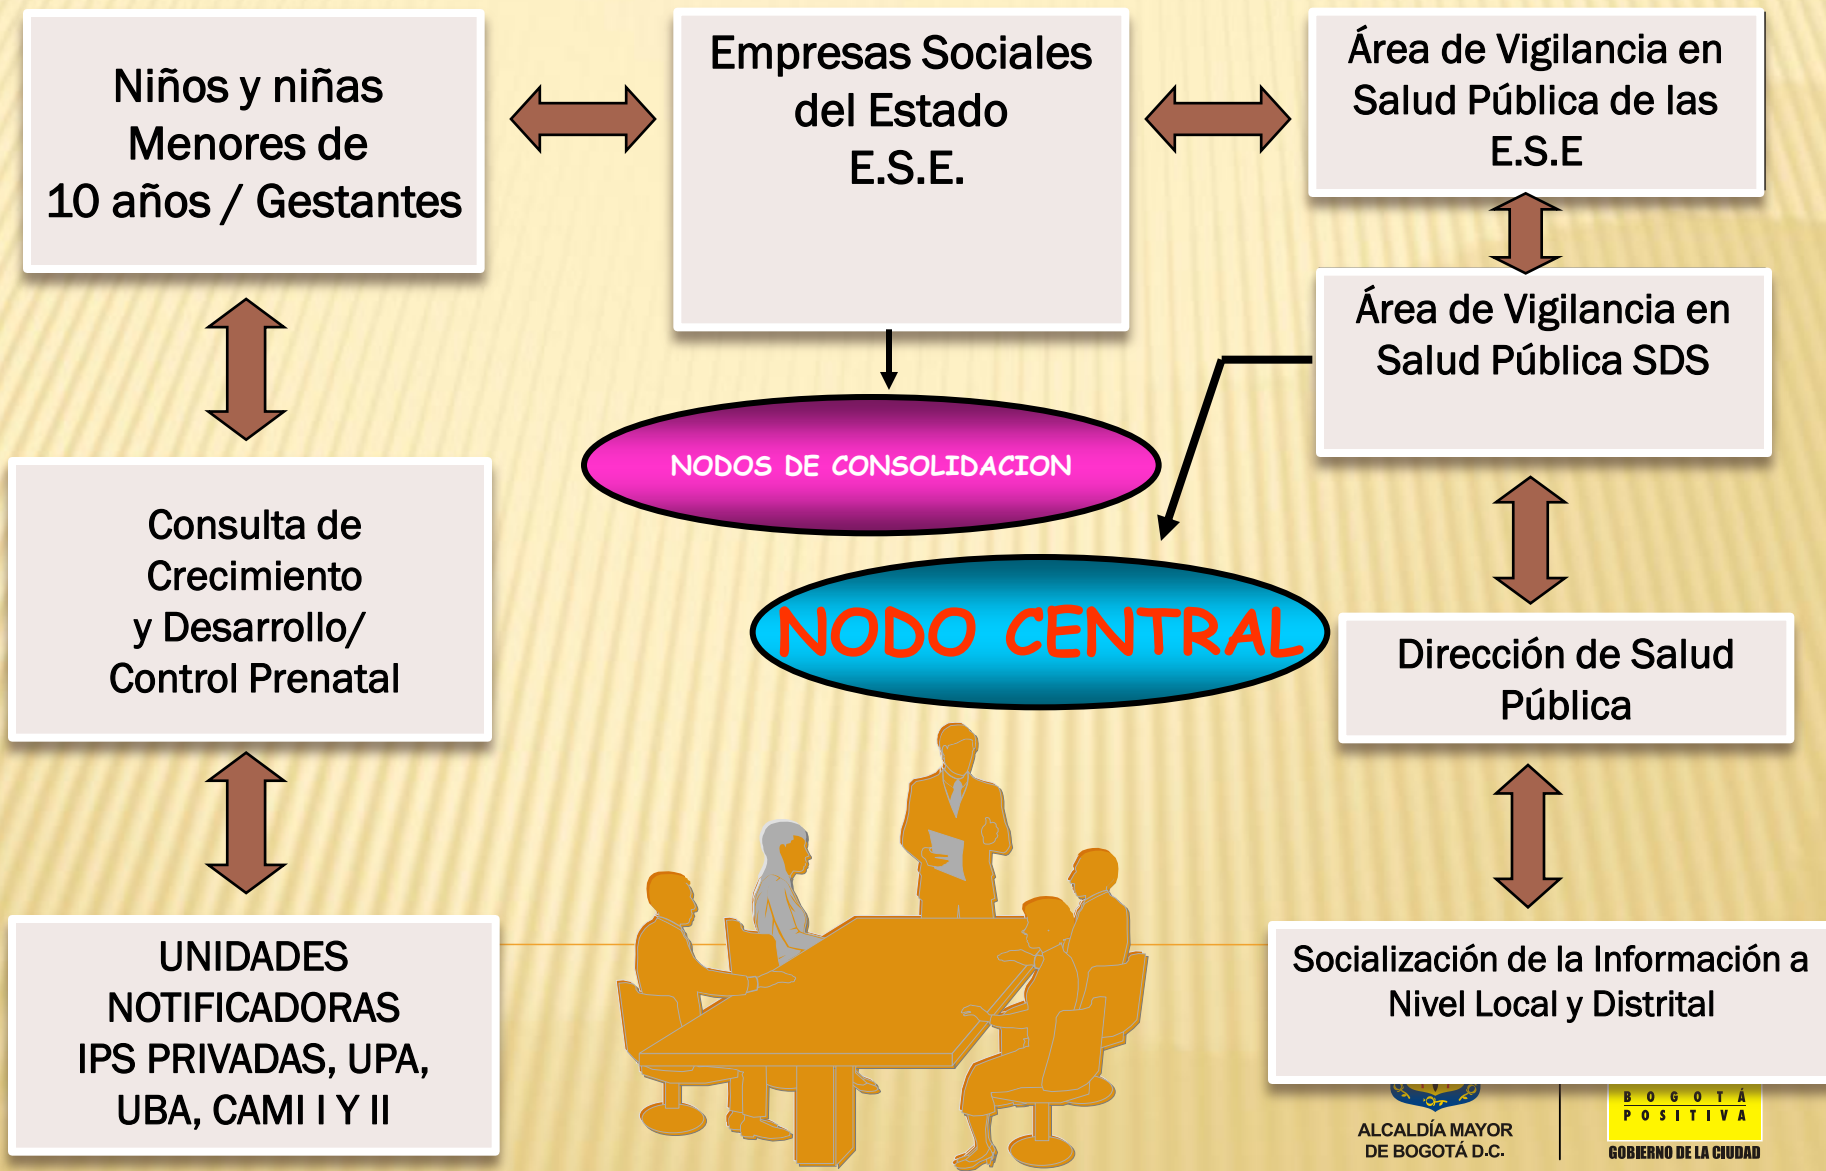 Niños y niñas
Menores de
10 años / Gestantes
Empresas Sociales
del Estado
E.S.E.
Área de Vigilancia en
Salud Pública de las
E.S.E
Área de Vigilancia en
Salud Pública SDS
NODOS DE CONSOLIDACION
Consulta de
Crecimiento
y Desarrollo/
Control Prenatal
NODO CENTRAL
Dirección de Salud
Pública
UNIDADES
NOTIFICADORAS
IPS PRIVADAS, UPA,
UBA, CAMI I Y II
Socialización de la Información a
Nivel Local y Distrital
ALCALDÍA MAYOR
DE BOGOTÁ D.C.
BOGOTÁ
POSITIVA
GOBIERNO DE LA CIUDAD